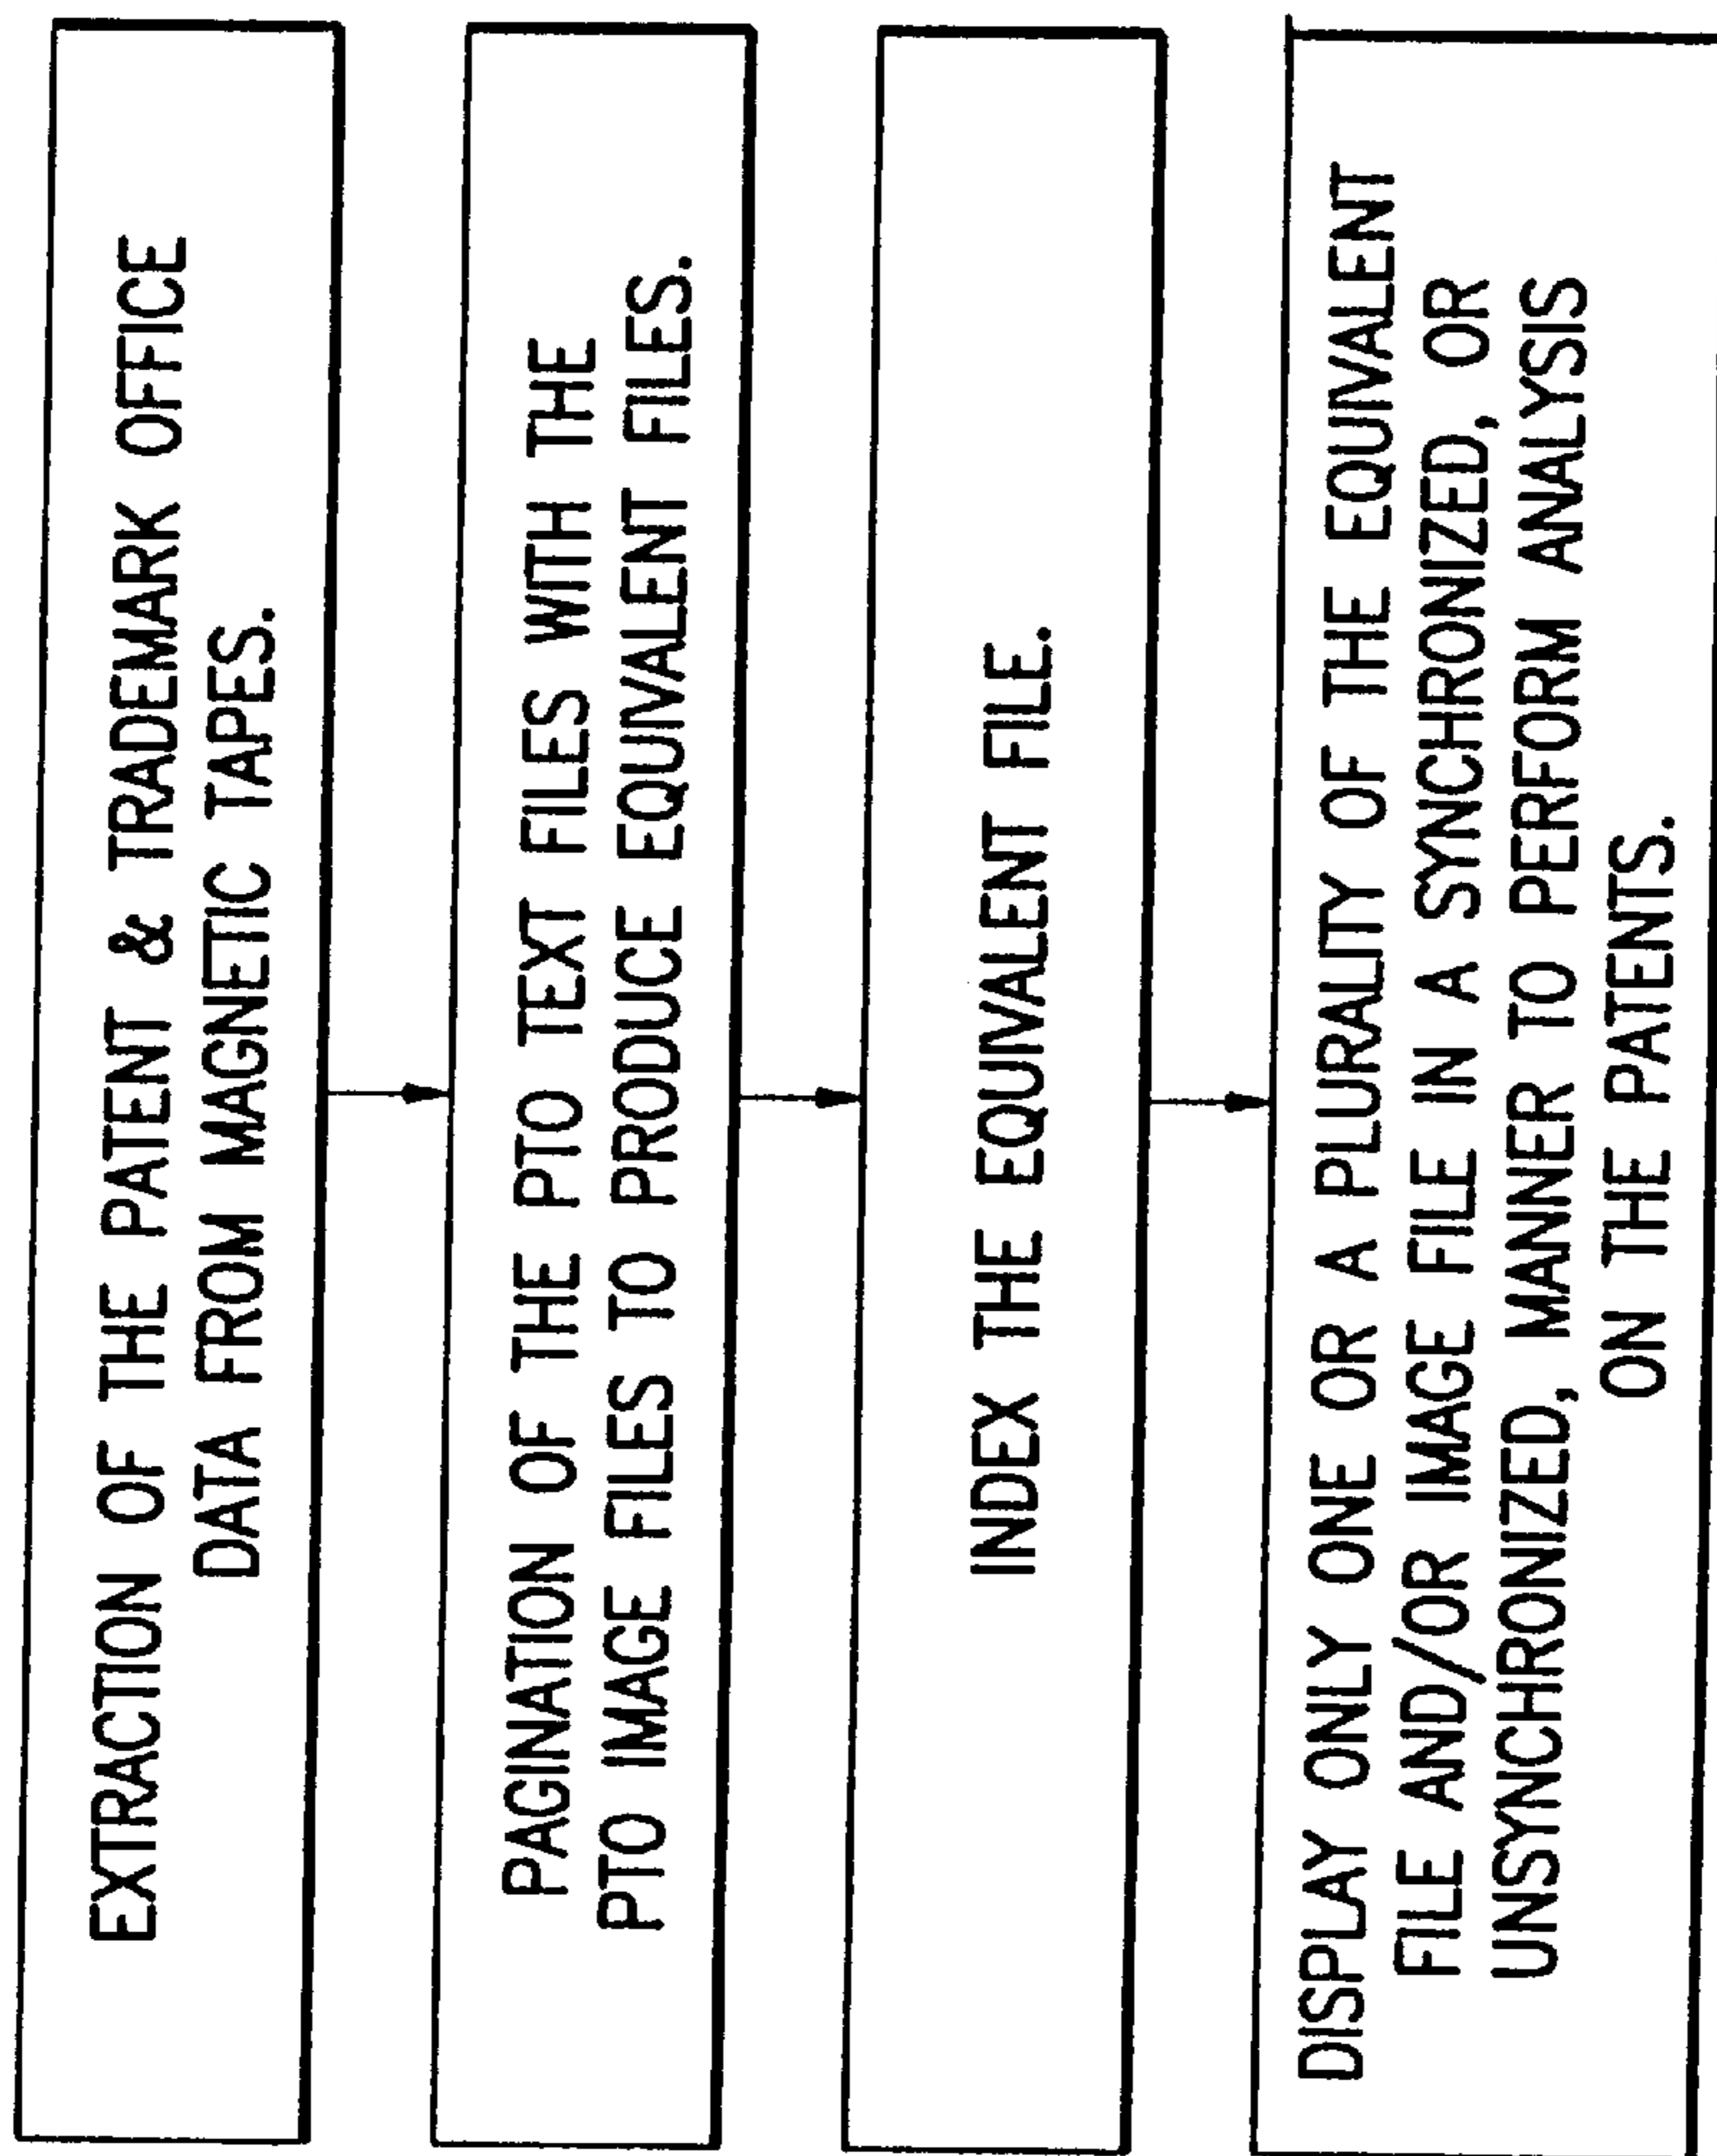 EXTRACTION OF THE PATENT & TRADEMARK OFFICE
DATA FROM MAGNETIC TAPES.
PAGINATION OF THE PTO TEXT FILES WITH THE
PTO IMAGE FILES TO PRODUCE EQUIVALENT FILES.
INDEX THE EQUIVALENT FILE.
DISPLAY ONLY ONE OR A PLURALITY OF THE EQUIVALENT
FILE AND/OR IMAGE FILE IN A SYNCHRONIZED, OR
UNSYNCHRONIZED, MANNER TO PERFORM ANALYSIS
ON THE PATENTS.